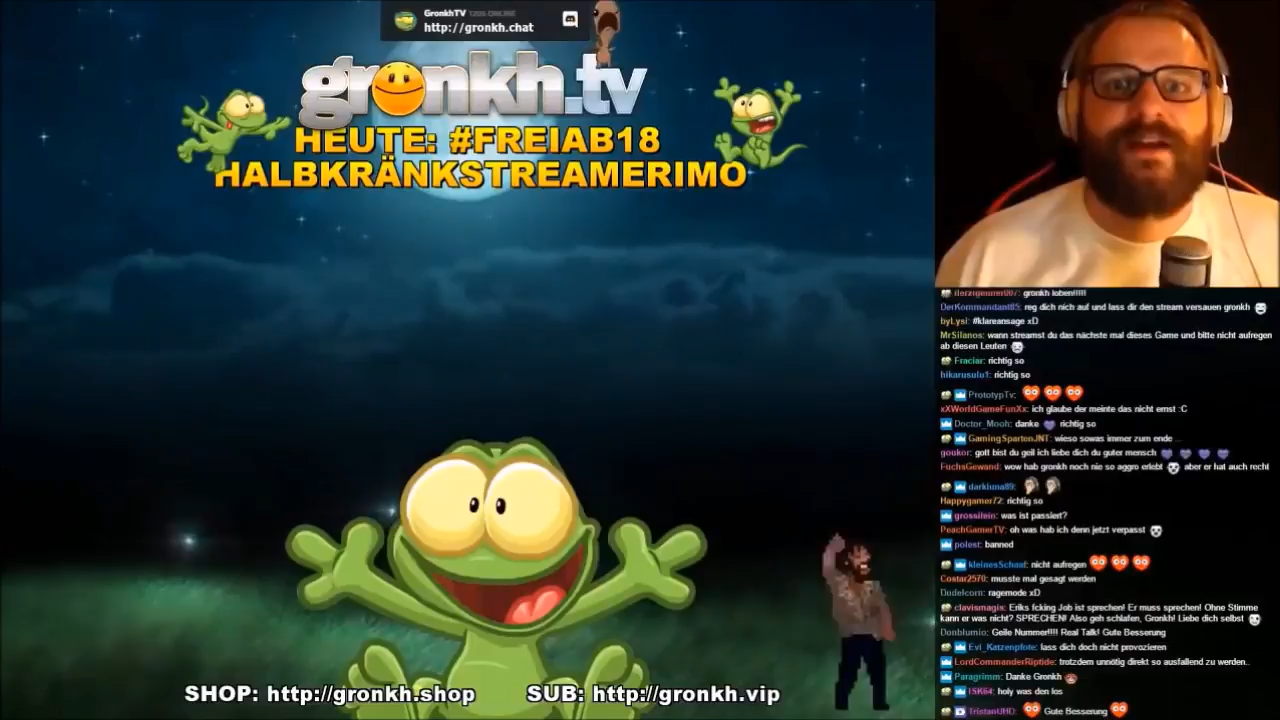 GronkhTV
http://gronkh.chat
gronkh.tv
HEUTE: #FREIAB18
HALBKRÄNKSTREAMERIMO
SHOP: http://gronkh.shop
SUB: http://gronkh.vip
gronkh loben!!!!!
DerKommandant85: reg dich nich auf und lass dir den stream versauen gronkh
byLysi: #klareansage xD
MrSilanos: wann streamst du das nächste mal dieses Game und bitte nicht aufregen
ab diesen Leuten
Fraciar: richtig so
hikarusulu1: richtig so
PrototypTv:
xXWorldGameFunXx: ich glaube der meinte das nicht ernst :C
Doctor_Mooh: danke richtig so
GamingSpartenJNT: wieso sowas immer zum ende ...
goukor: gott bist du geil ich liebe dich du guter mensch
FuchsGewand: wow hab gronkh noch nie so aggro erlebt aber er hat auch recht
darkluna89:
Happygamer72: richtig so
grossilein: was ist passiert?
PeachGamerTV: oh was hab ich denn jetzt verpasst
polest: banned
kleinesSchaaf: nicht aufregen
Costar2570: musste mal gesagt werden
Dudelcorn: ragemode xD
clavismagis: Eriks fcking Job ist sprechen! Er muss sprechen! Ohne Stimme
kann er was nicht? SPRECHEN! Also geh schlafen, Gronkh! Liebe dich selbst
Donblumio: Geile Nummer!!!! Real Talk! Gute Besserung
Evi_Katzenpfote: lass dich doch nicht provozieren
LordCommanderRiptide: trotzdem unnötig direkt so ausfallend zu werden..
Paragrimm: Danke Gronkh
ISK64: holy was den los
TristanUHD: Gute Besserung